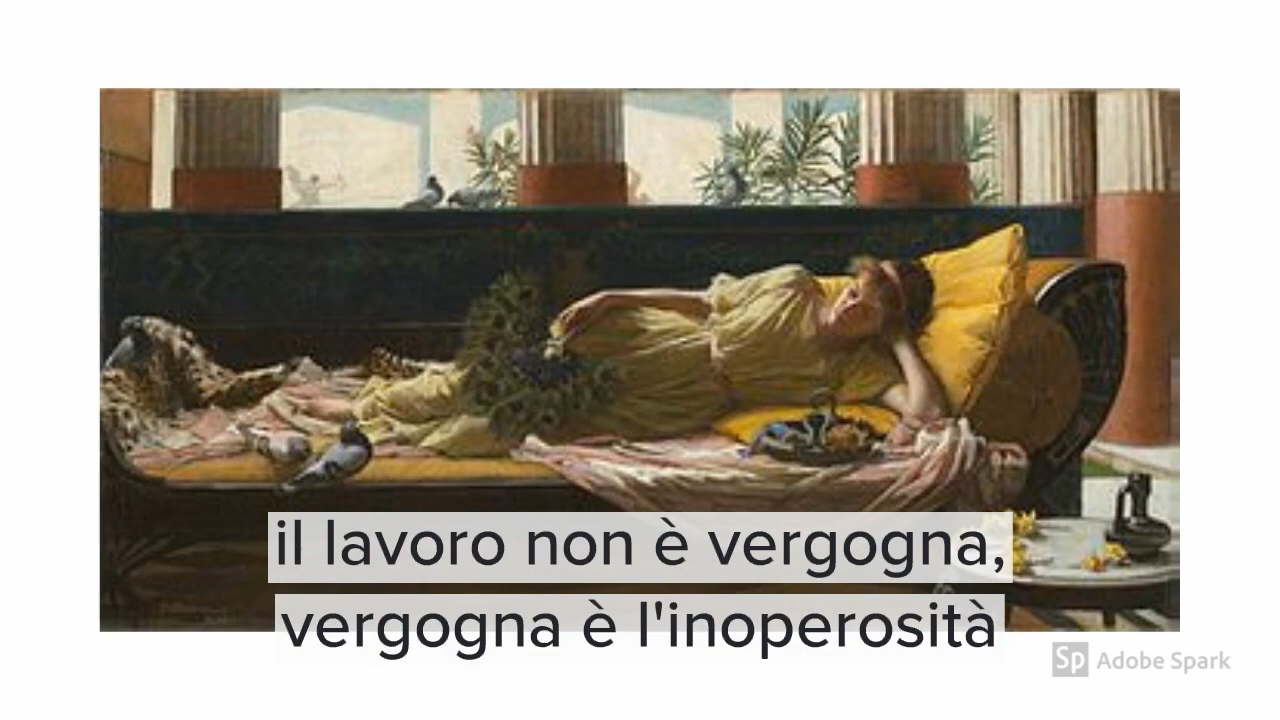 il lavoro non è vergogna,
vergogna è l'inoperosità
Sp Adobe Spark